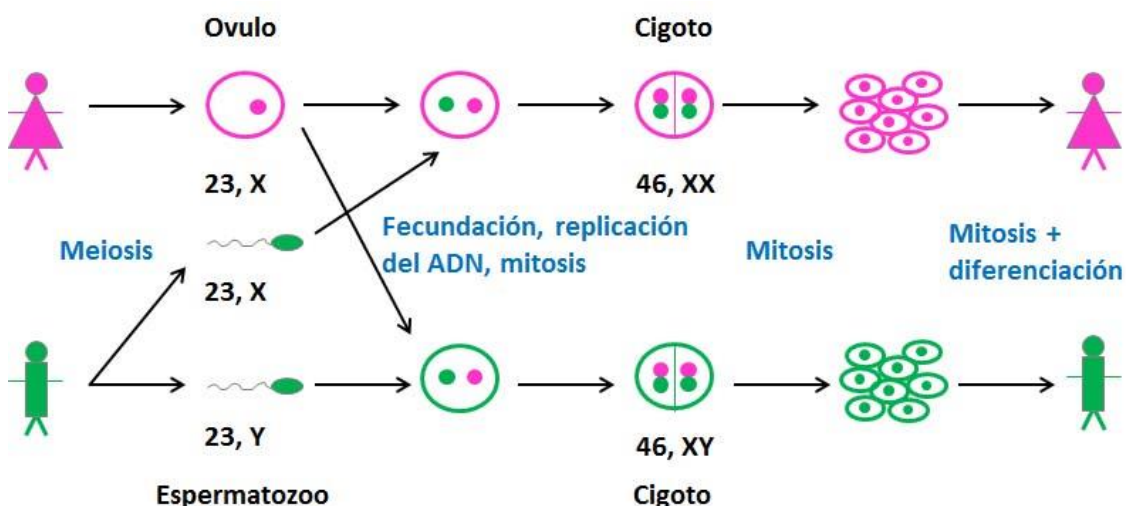 Ovulo
Cigoto
23, X
46, XX
Meiosis
Fecundación, replicación
del ADN, mitosis
Mitosis
Mitosis +
diferenciación
23, X
23, Y
46, XY
Espermatozoo
Cigoto